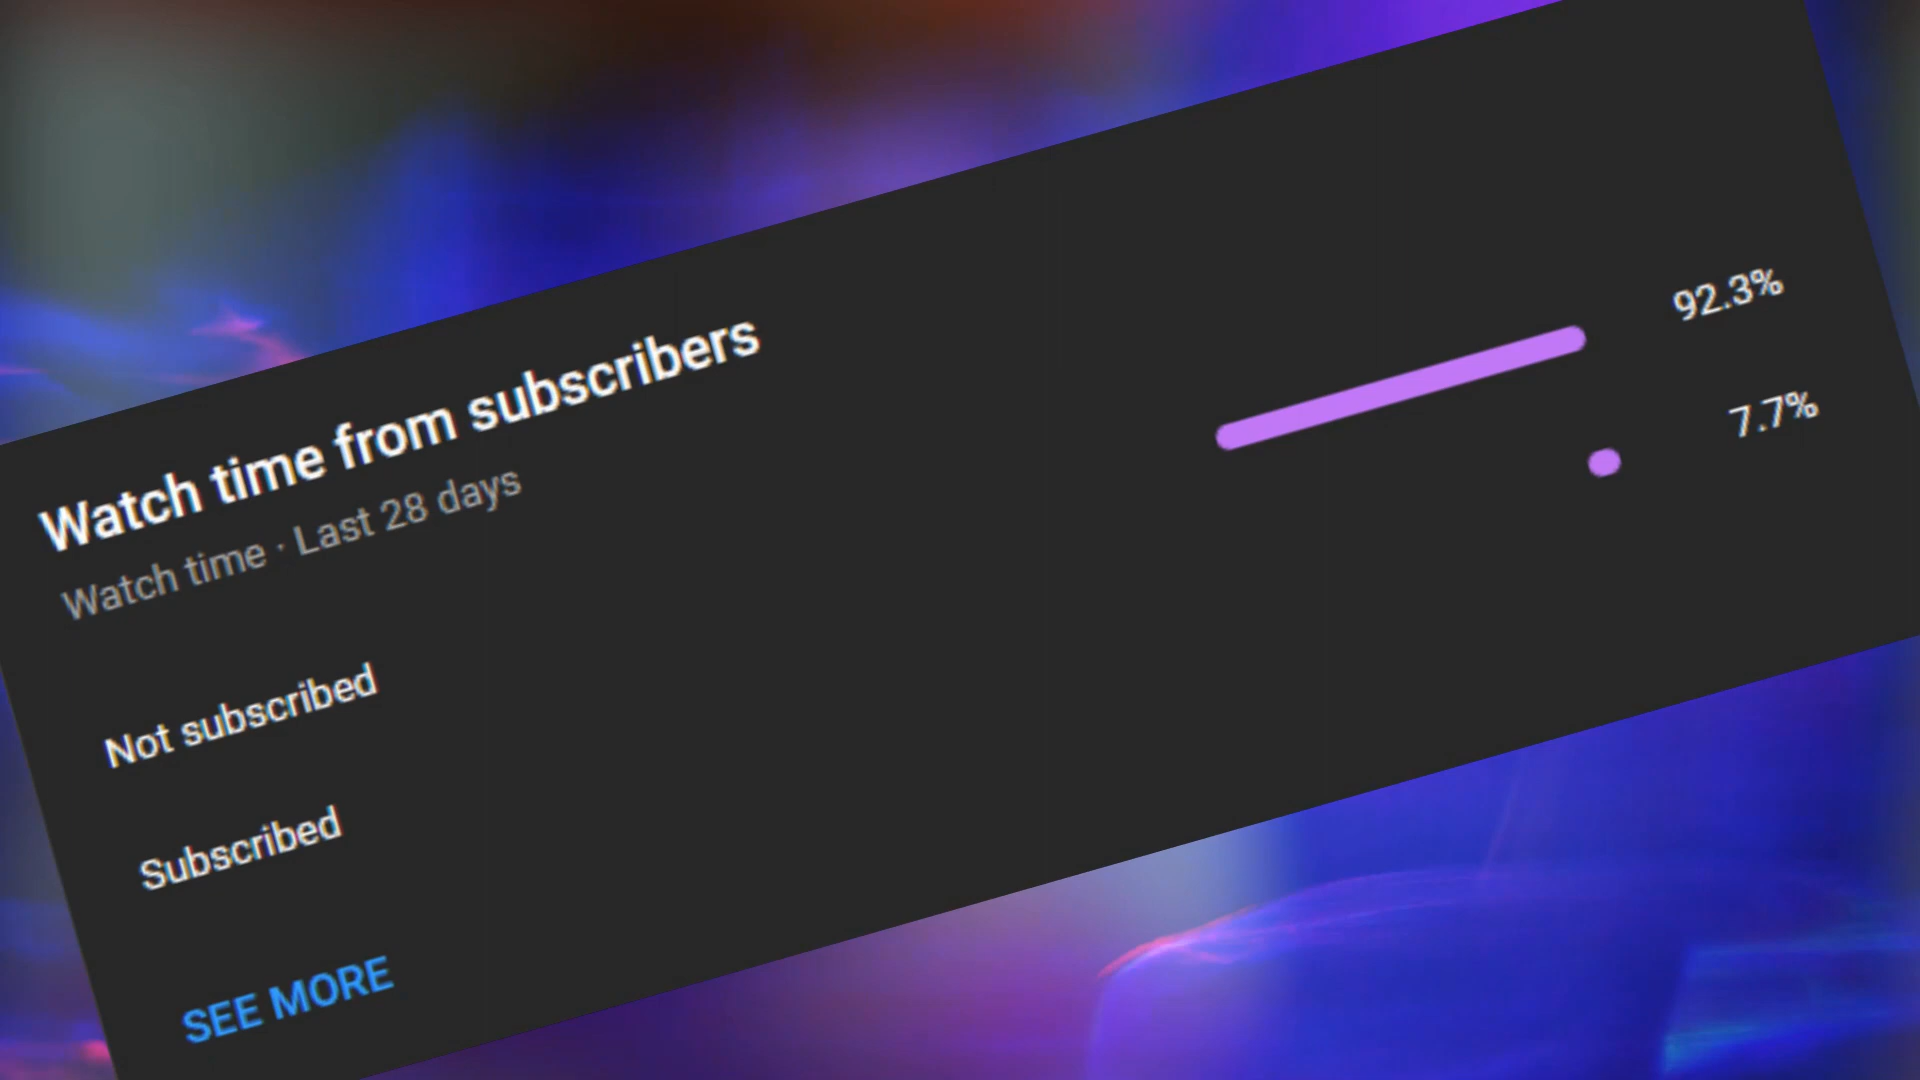 Watch time from subscribers
Watch time · Last 28 days
Not subscribed 92.3%
Subscribed 7.7%
SEE MORE